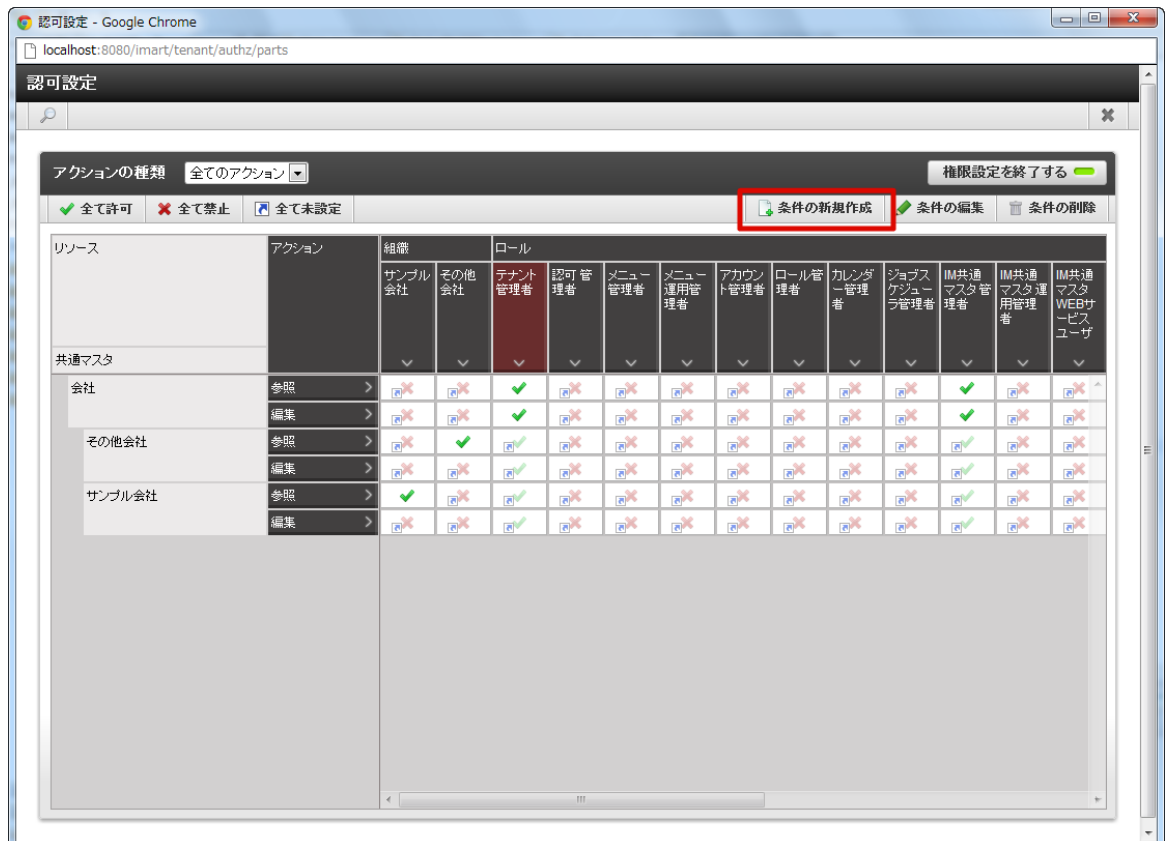 認可設定 - Google Chrome
localhost:8080/imart/tenant/authz/parts
認可設定
アクションの種類 全てのアクション 権限設定を終了する
全て許可 全て禁止 全て未設定 条件の新規作成 条件の編集 条件の削除
リソース アクション 組織 ロール
サンプル会社 その他会社 テナント管理者 認可管理者 メニュー管理者 メニュー運用管理者 アカウント管理者 ロール管理者 カレンダー管理者 ジョブスケジューラ管理者 IM共通マスタ管理者 IM共通マスタ運用管理者 IM共通マスタWEBサービスユーザ
共通マスタ
会社 参照
編集
その他会社 参照
編集
サンプル会社 参照
編集